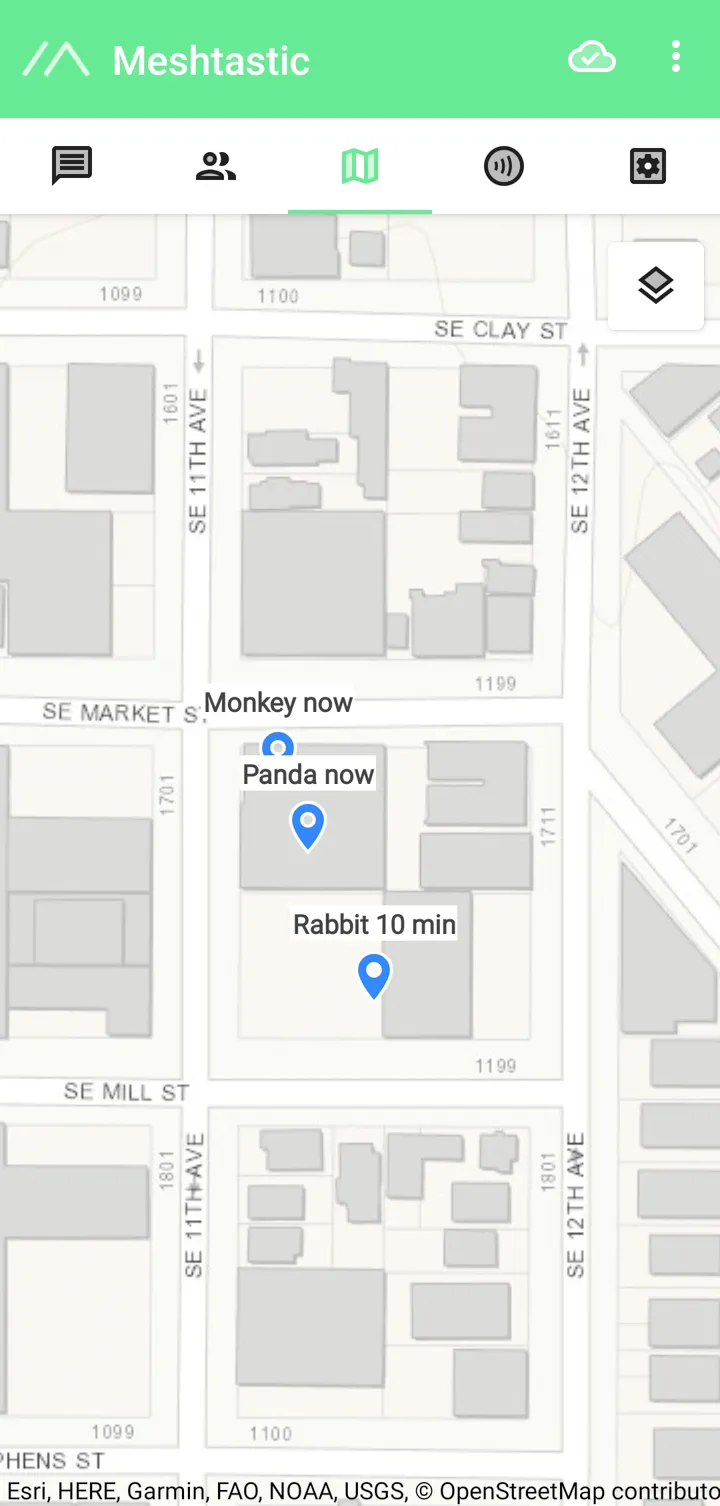 Meshtastic
1099
1100
SE CLAY ST
1601
SE 11TH AVE
1611
SE 12TH AVE
1199
Monkey now
SE MARKET ST
Panda now
1701
1711
1701
Rabbit 10 min
1199
SE MILL ST
1801
SE 11TH AVE
1801
SE 12TH AVE
1099
1100
PHENS ST
Esri, HERE, Garmin, FAO, NOAA, USGS, © OpenStreetMap contributo